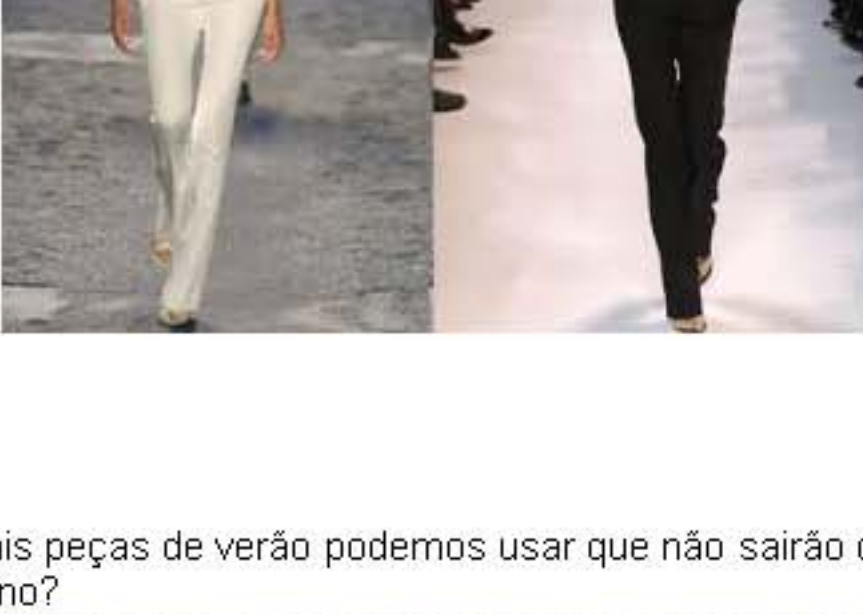 is peças de verão podemos usar que não sairão
no?